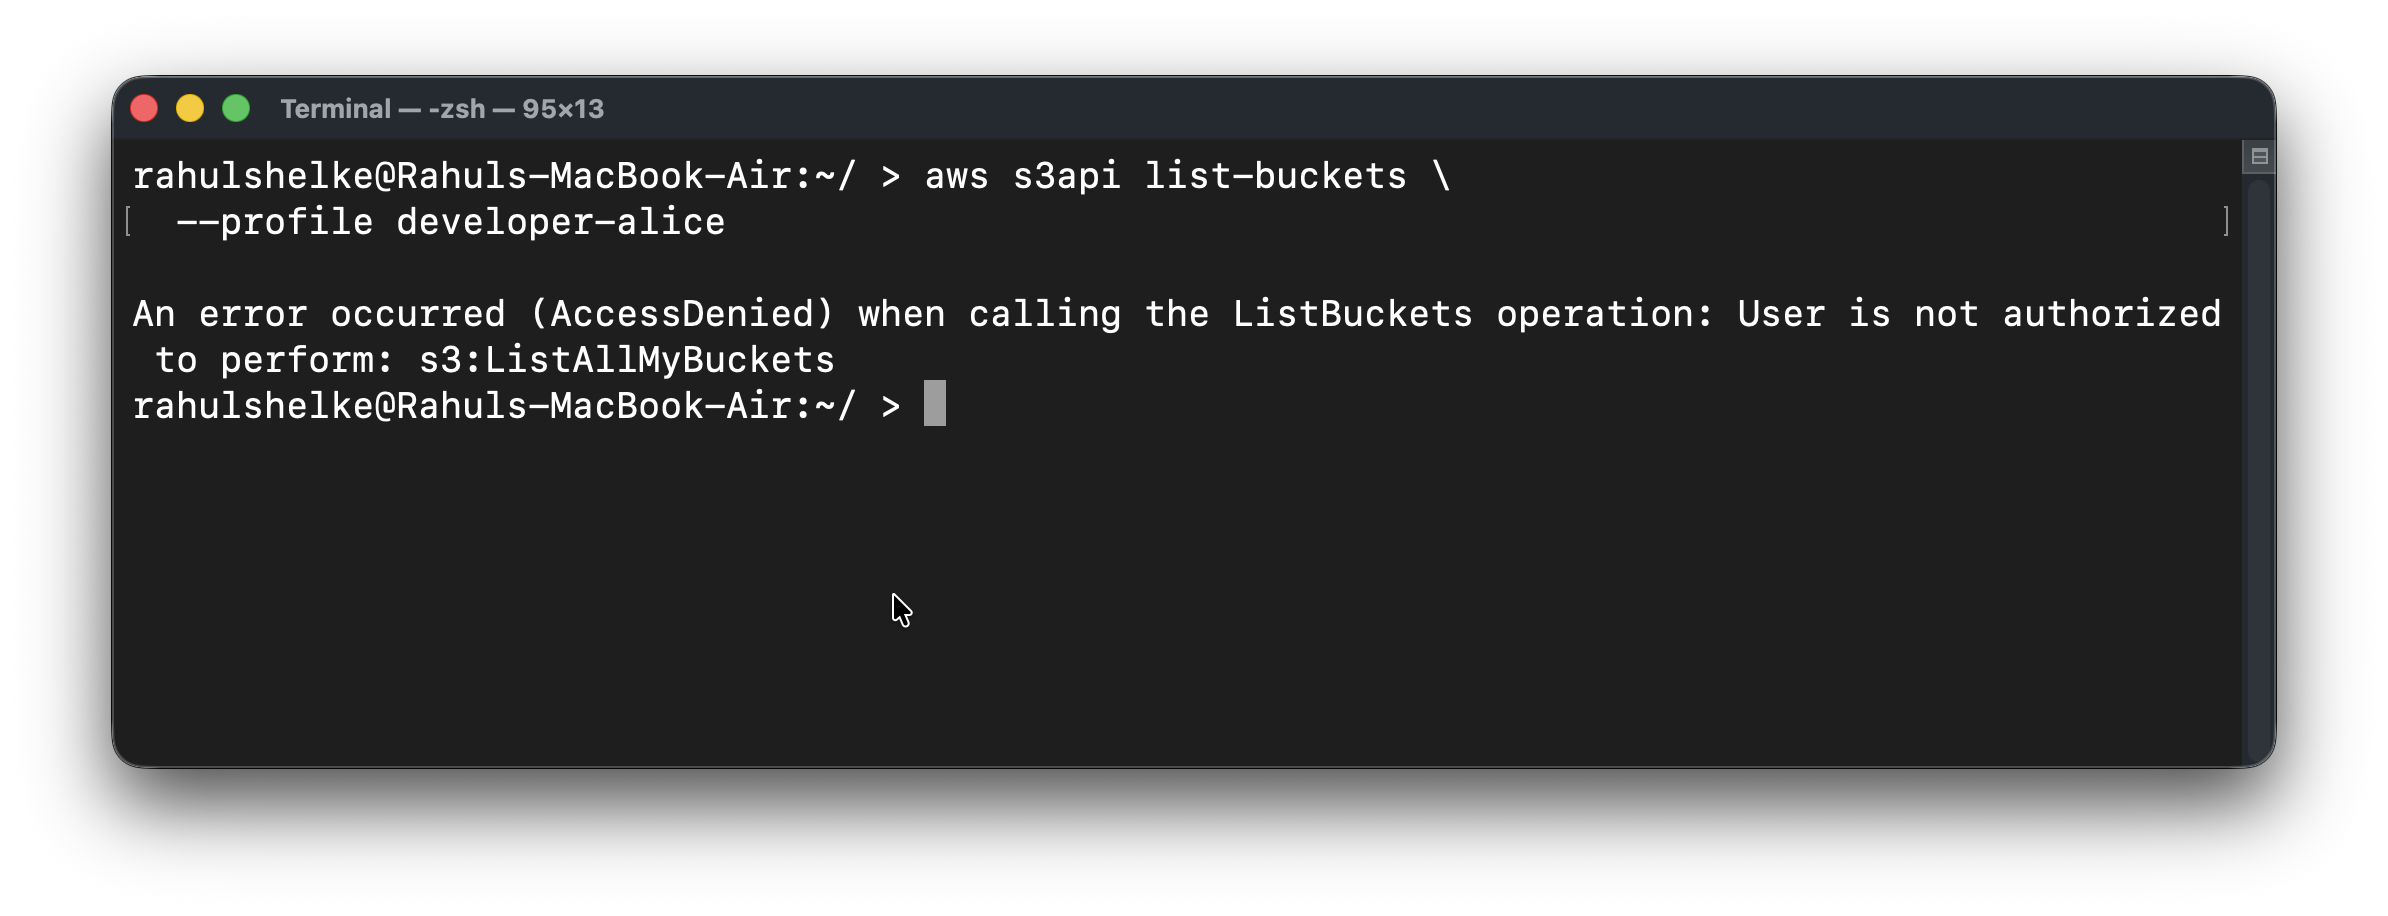 Terminal — -zsh — 95×13
rahulshelke@Rahuls-MacBook-Air:~/ > aws s3api list-buckets \
[  --profile developer-alice ]
An error occurred (AccessDenied) when calling the ListBuckets operation: User is not authorized
 to perform: s3:ListAllMyBuckets
rahulshelke@Rahuls-MacBook-Air:~/ >